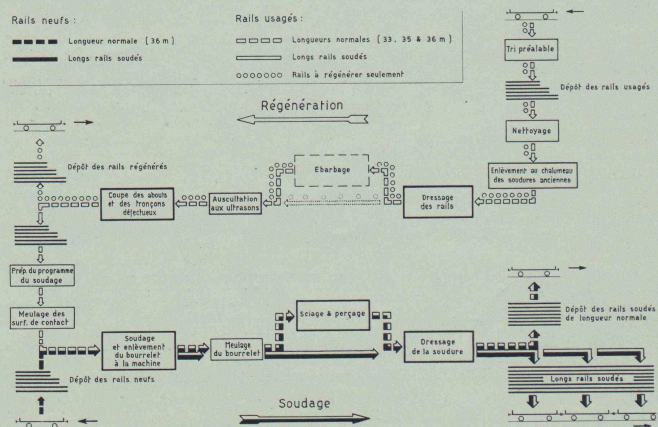 Rails neufs :
Longueur normale (36 m)
Longs rails soudés
Rails usagés :
Longueurs normales (33, 35 & 36 m)
Longs rails soudés
Rails à régénérer seulement
Tri préalable
Dépôt des rails usagés
Nettoyage
Enlèvement au chalumeau
des soudures anciennes
Régénération
Dépôt des rails régénérés
Ebarbage
Coupe des abouts
et des tronçons
défectueux
Auscultation
aux ultrasons
Dressage
des rails
Prép. du programme
du soudage
Meulage des
surf. de contact
Soudage
et enlèvement
du bourrelet
à la machine
Meulage
du bourrelet
Sciage & perçage
Dressage
de la soudure
Dépôt des rails soudés
de longueur normale
Dépôt des rails neufs
Longs rails soudés
Soudage